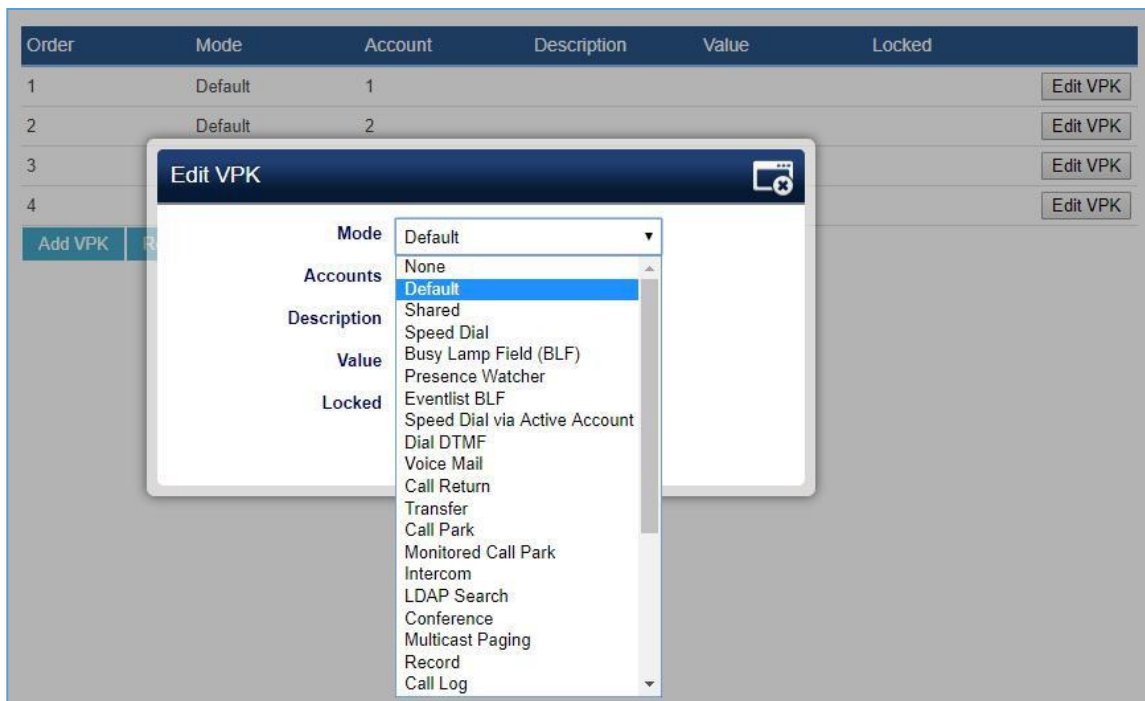 Order Mode Account Description Value Locked
1 Default 1 Edit VPK
2 Default 2 Edit VPK
3 Edit VPK
4 Edit VPK
Add VPK
Edit VPK
Mode Default
Accounts
Description
Value
Locked
None
Default
Shared
Speed Dial
Busy Lamp Field (BLF)
Presence Watcher
Eventlist BLF
Speed Dial via Active Account
Dial DTMF
Voice Mail
Call Return
Transfer
Call Park
Monitored Call Park
Intercom
LDAP Search
Conference
Multicast Paging
Record
Call Log